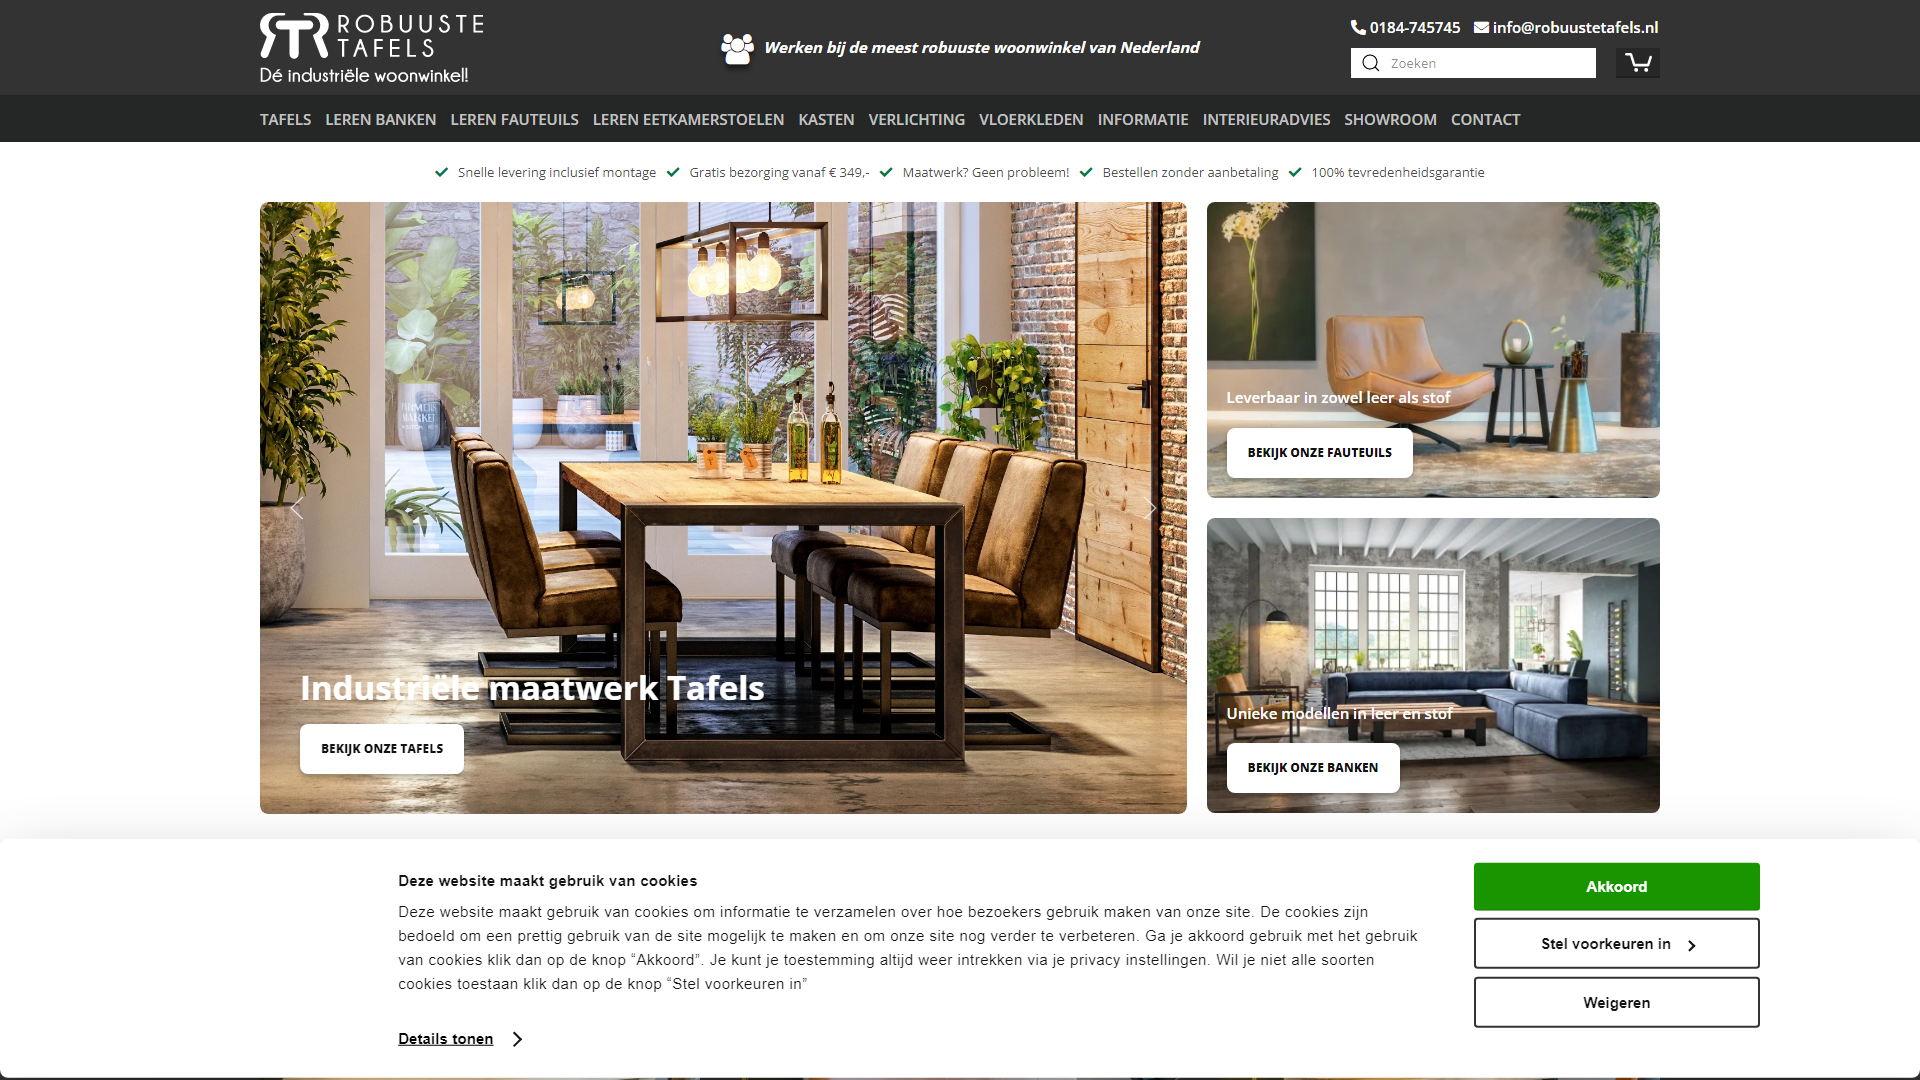 ROBUUSTE
TAFELS
Dé industriële woonwinkel!
Werken bij de meest robuuste woonwinkel van Nederland
0184-745745 info@robuustetafels.nl
Zoeken
TAFELS LEREN BANKEN LEREN FAUTEUILS LEREN EETKAMERSTOELEN KASTEN VERLICHTING VLOERKLEDEN INFORMATIE INTERIEURADVIES SHOWROOM CONTACT
Snelle levering inclusief montage Gratis bezorging vanaf € 349,- Maatwerk? Geen probleem! Bestellen zonder aanbetaling 100% tevredenheidsgarantie
Industriële maatwerk Tafels
BEKIJK ONZE TAFELS
Leverbaar in zowel leer als stof
BEKIJK ONZE FAUTEUILS
Unieke modellen in leer en stof
BEKIJK ONZE BANKEN
Deze website maakt gebruik van cookies
Deze website maakt gebruik van cookies om informatie te verzamelen over hoe bezoekers gebruik maken van onze site. De cookies zijn
bedoeld om een prettig gebruik van de site mogelijk te maken en om onze site nog verder te verbeteren. Ga je akkoord gebruik met het gebruik
van cookies klik dan op de knop “Akkoord”. Je kunt je toestemming altijd weer intrekken via je privacy instellingen. Wil je niet alle soorten
cookies toestaan klik dan op de knop “Stel voorkeuren in”
Details tonen
Akkoord
Stel voorkeuren in
Weigeren